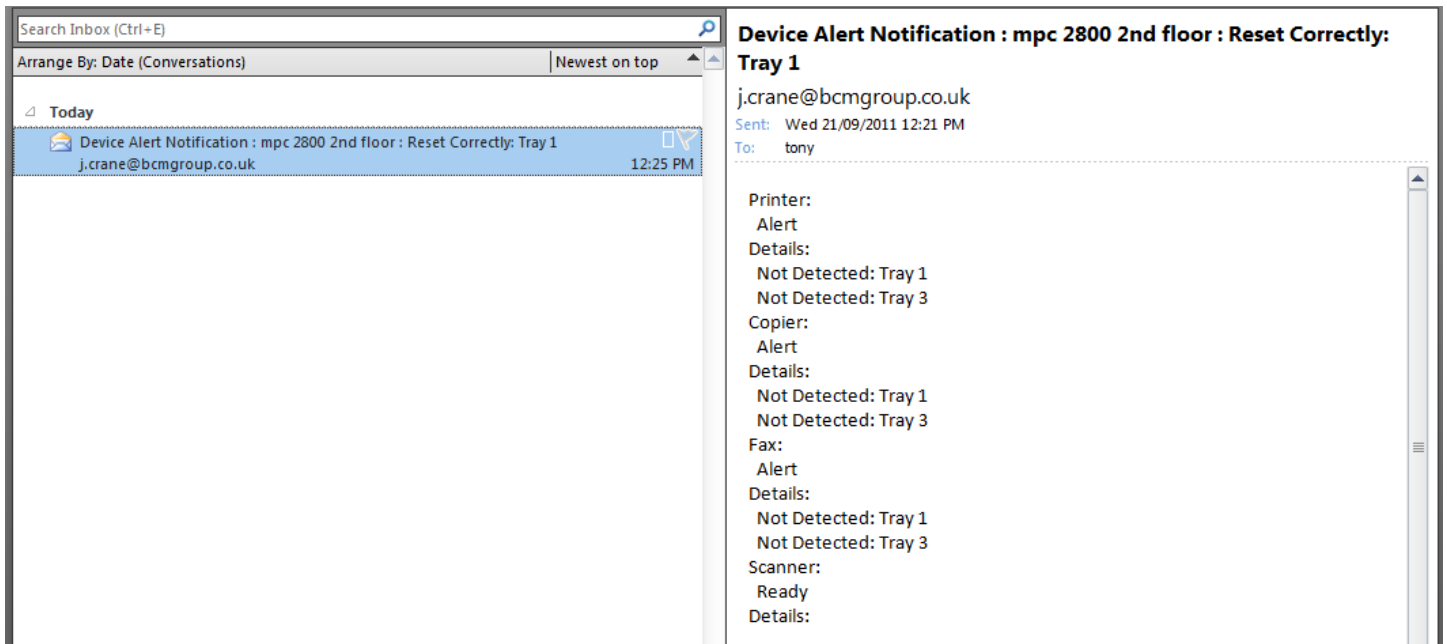 Search Inbox (Ctrl+E)
Arrange By: Date (Conversations)
Newest on top
Today
Device Alert Notification : mpc 2800 2nd floor : Reset Correctly: Tray 1
j.crane@bcmgroup.co.uk
12:25 PM
Device Alert Notification : mpc 2800 2nd floor : Reset Correctly:
Tray 1
j.crane@bcmgroup.co.uk
Sent: Wed 21/09/2011 12:21 PM
To: tony
Printer:
Alert
Details:
Not Detected: Tray 1
Not Detected: Tray 3
Copier:
Alert
Details:
Not Detected: Tray 1
Not Detected: Tray 3
Fax:
Alert
Details:
Not Detected: Tray 1
Not Detected: Tray 3
Scanner:
Ready
Details: